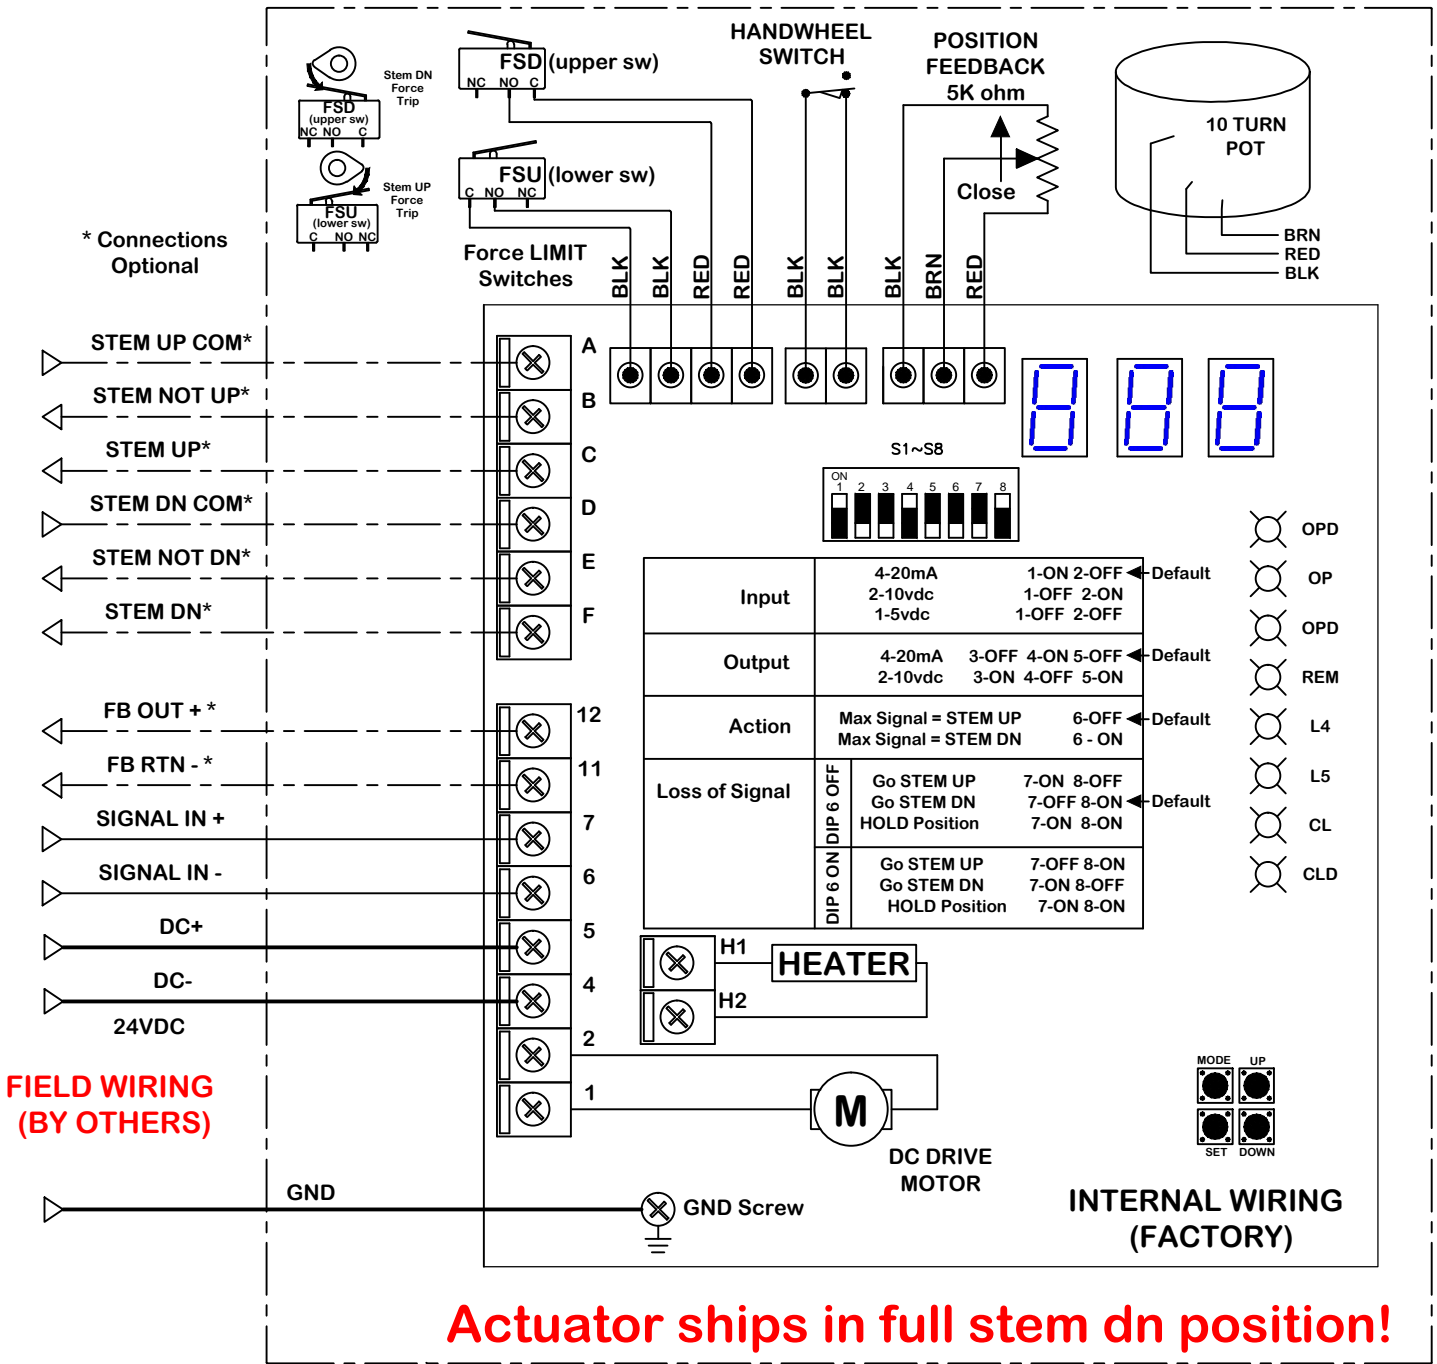 HANDWHEEL
SWITCH
POSITION
FEEDBACK
5K ohm
FSD (upper sw)
NC NO C
Stem DN
Force
Trip
FSD
(upper sw)
NC NO C
10 TURN
POT
FSU (lower sw)
C NO NC
Close
Stem UP
Force
Trip
FSU
(lower sw)
C NO NC
* Connections
Optional
Force LIMIT
Switches
BLK
BLK
RED
RED
BLK
BLK
BLK
BRN
RED
BRN
RED
BLK
STEM UP COM*
A
STEM NOT UP*
B
STEM UP*
C
STEM DN COM*
D
STEM NOT DN*
E
STEM DN*
F
S1~S8
ON
1 2 3 4 5 6 7 8
Input
4-20mA 1-ON 2-OFF Default
2-10vdc 1-OFF 2-ON
1-5vdc 1-OFF 2-OFF
Output
4-20mA 3-OFF 4-ON 5-OFF Default
2-10vdc 3-ON 4-OFF 5-ON
Action
Max Signal = STEM UP 6-OFF Default
Max Signal = STEM DN 6 - ON
Loss of Signal
DIP 6 OFF
Go STEM UP 7-ON 8-OFF
Go STEM DN 7-OFF 8-ON Default
HOLD Position 7-ON 8-ON
DIP 6 ON
Go STEM UP 7-OFF 8-ON
Go STEM DN 7-ON 8-OFF
HOLD Position 7-ON 8-ON
OPD
OP
OPD
REM
L4
L5
CL
CLD
FB OUT + *
12
FB RTN - *
11
SIGNAL IN +
7
SIGNAL IN -
6
DC+
5
DC-
4
24VDC
2
1
H1
HEATER
H2
M
DC DRIVE
MOTOR
FIELD WIRING
(BY OTHERS)
MODE UP
SET DOWN
GND
GND Screw
INTERNAL WIRING
(FACTORY)
Actuator ships in full stem dn position!